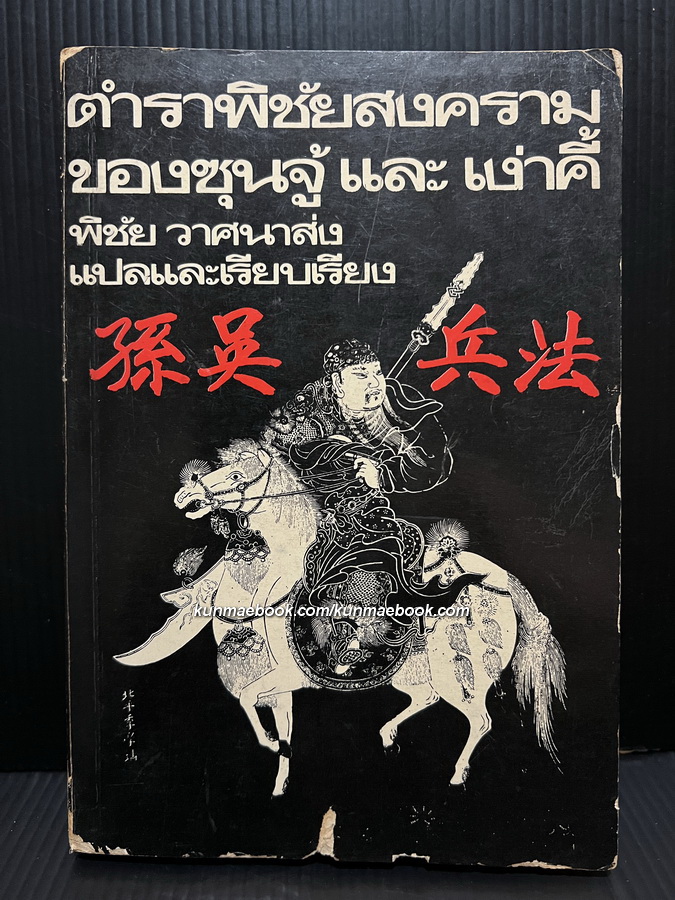 ตำราพิชัยสงคราม
ของซุนจู้ และ เง่าคี้
พิชัย วาศนาส่ง
แปลและเรียบเรียง
孫吳 兵法
kunmaebook.com/kunmaebook.com